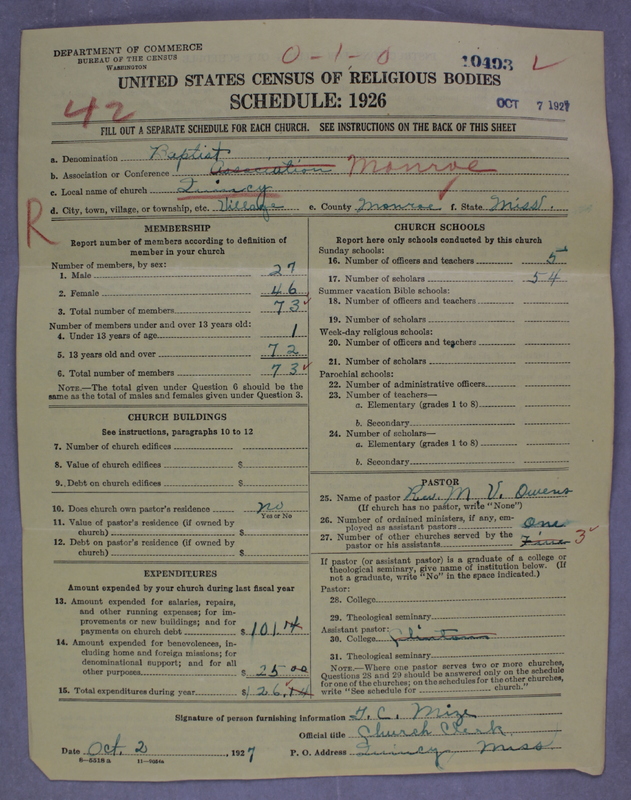 DEPARTMENT OF COMMERCE
BUREAU OF THE CENSUS
WASHINGTON
0-1-0
10493
UNITED STATES CENSUS OF RELIGIOUS BODIES
42
SCHEDULE: 1926
OCT 7 1927
FILL OUT A SEPARATE SCHEDULE FOR EACH CHURCH. SEE INSTRUCTIONS ON THE BACK OF THIS SHEET
a. Denomination Baptist
b. Association or Conference Association Monroe
c. Local name of church Quincy
d. City, town, village, or township, etc. Village e. County Monroe f. State Miss.
R
MEMBERSHIP
Report number of members according to definition of
member in your church
Number of members, by sex:
1. Male 27
2. Female 46
3. Total number of members 73
Number of members under and over 13 years old:
4. Under 13 years of age 1
5. 13 years old and over 72
6. Total number of members 73
NOTE.—The total given under Question 6 should be
same as the total of males and females given under Question 3.
CHURCH BUILDINGS
See instructions, paragraphs 10 to 12
7. Number of church edifices
8. Value of church edifices $
9. Debt on church edifices $
10. Does church own pastor's residence no
Yes or No
11. Value of pastor's residence (if owned by
church) $
12. Debt on pastor's residence (if owned by
church) $
EXPENDITURES
Amount expended by your church during last fiscal year
13. Amount expended for salaries, repairs,
and other running expenses; for im-
provements or new buildings; and for
payments on church debt $101.14
14. Amount expended for benevolences, in-
cluding home and foreign missions; for
denominational support; and for all
other purposes $25.00
15. Total expenditures during year $126.14
CHURCH SCHOOLS
Report here only schools conducted by this church
Sunday schools:
16. Number of officers and teachers 5
17. Number of scholars 54
Summer vacation Bible schools:
18. Number of officers and teachers
19. Number of scholars
Week-day religious schools:
20. Number of officers and teachers
21. Number of scholars
Parochial schools:
22. Number of administrative officers
23. Number of teachers—
a. Elementary (grades 1 to 8)
b. Secondary
24. Number of scholars—
a. Elementary (grades 1 to 8)
b. Secondary
PASTOR
25. Name of pastor Rev. M. V. Owens
(If church has no pastor, write "None")
26. Number of ordained ministers, if any, em-
ployed as assistant pastors one
27. Number of other churches served by the
pastor or his assistants 3
If pastor (or assistant pastor) is a graduate of a college or
theological seminary, give name of institution below. (If
not a graduate, write "No" in the space indicated.)
Pastor:
28. College
29. Theological seminary
Assistant pastor:
30. College Clinton
31. Theological seminary
NOTE.—Where one pastor serves two or more churches,
Questions 28 and 29 should be answered only on the schedule
for one of the churches; on the schedules for the other churches,
write "See schedule for church."
Signature of person furnishing information T. C. Mize
Official title Church Clerk
Date Oct. 2, 1927 P. O. Address Quincy Miss